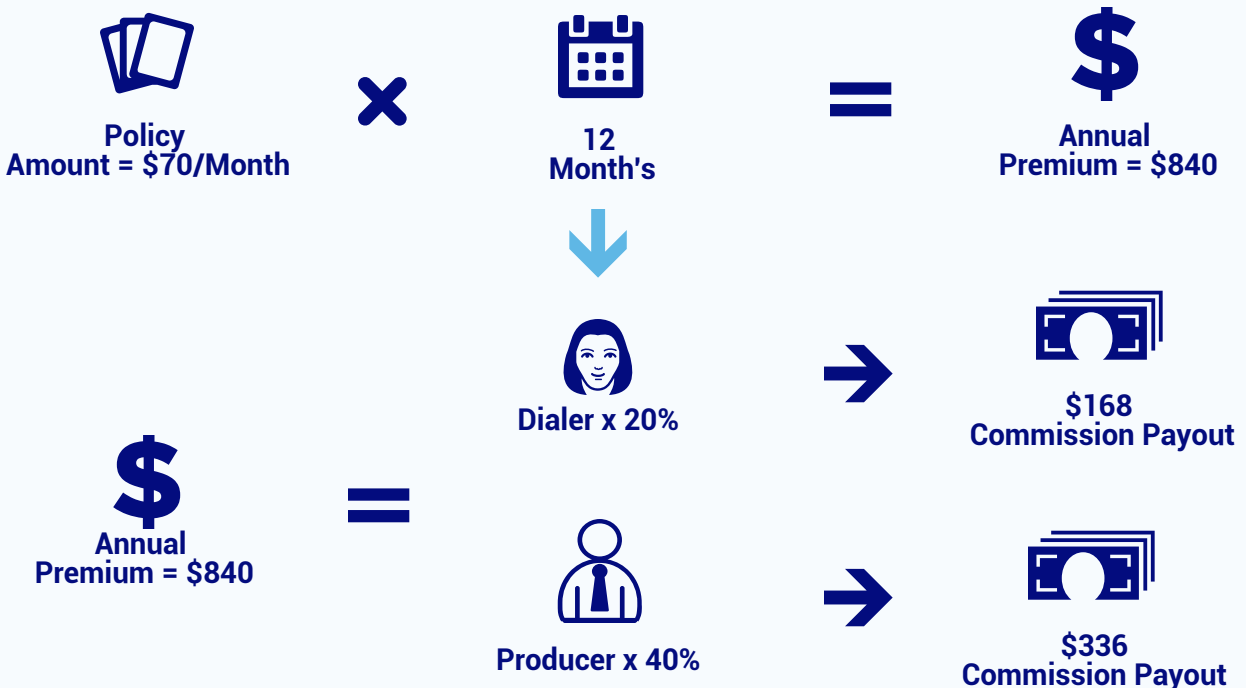 Policy
Amount = $70/Month
12
Month's
Annual
Premium = $840
Dialer x 20%
$168
Commission Payout
Annual
Premium = $840
Producer x 40%
$336
Commission Payout